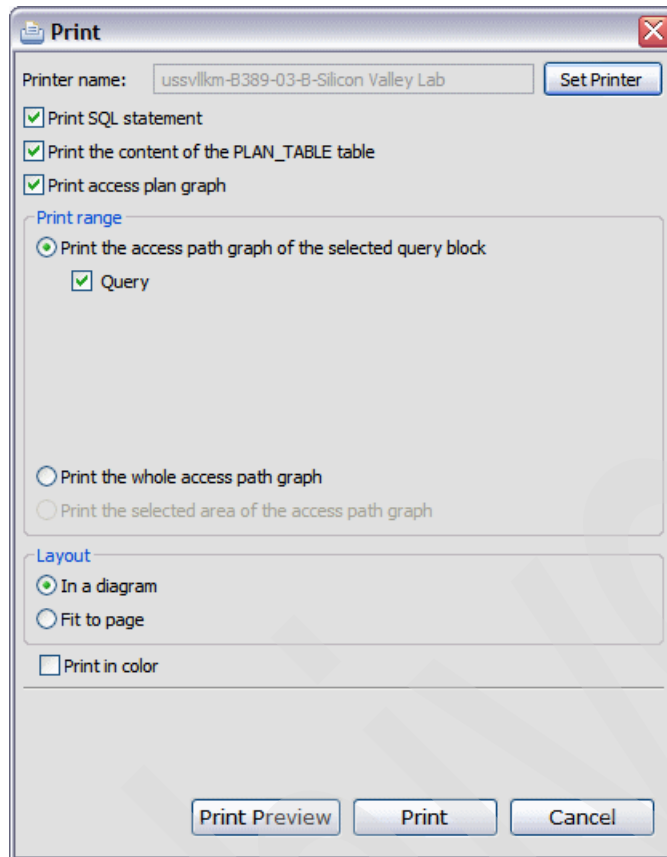 Print
Printer name: ussvllkm-B389-03-B-Silicon Valley Lab Set Printer
Print SQL statement
Print the content of the PLAN_TABLE table
Print access plan graph
Print range
Print the access path graph of the selected query block
Query
Print the whole access path graph
Print the selected area of the access path graph
Layout
In a diagram
Fit to page
Print in color
Print Preview Print Cancel